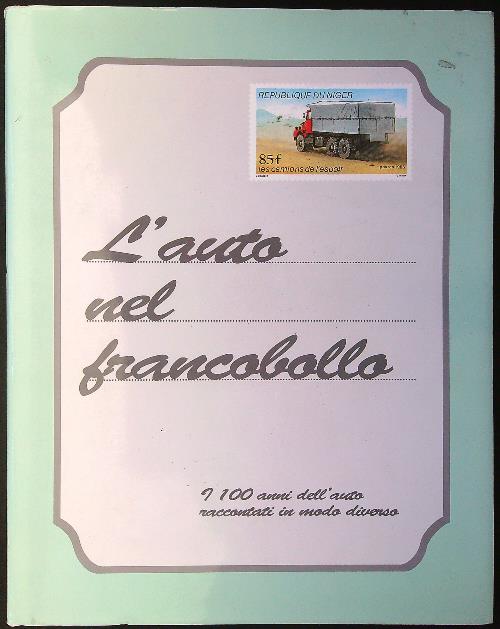 REPUBLIQUE DU NIGER
85f
les camions de l'espoir
L'auto
nel
francobollo
I 100 anni dell'auto
raccontati in modo diverso